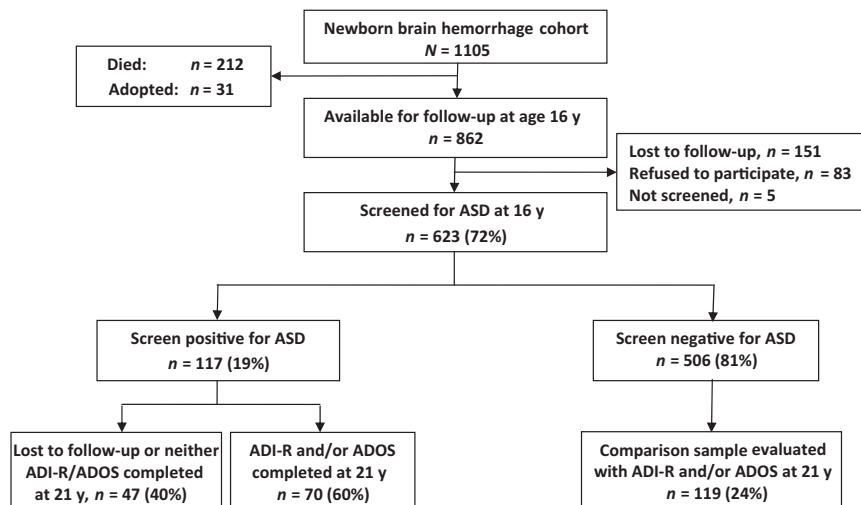 Newborn brain hemorrhage cohort
N = 1105
Died: n = 212
Adopted: n = 31
Available for follow-up at age 16 y
n = 862
Lost to follow-up, n = 151
Refused to participate, n = 83
Not screened, n = 5
Screened for ASD at 16 y
n = 623 (72%)
Screen positive for ASD
n = 117 (19%)
Screen negative for ASD
n = 506 (81%)
Lost to follow-up or neither
ADI-R/ADOS completed
at 21 y, n = 47 (40%)
ADI-R and/or ADOS
completed at 21 y
n = 70 (60%)
Comparison sample evaluated
with ADI-R and/or ADOS at 21 y
n = 119 (24%)